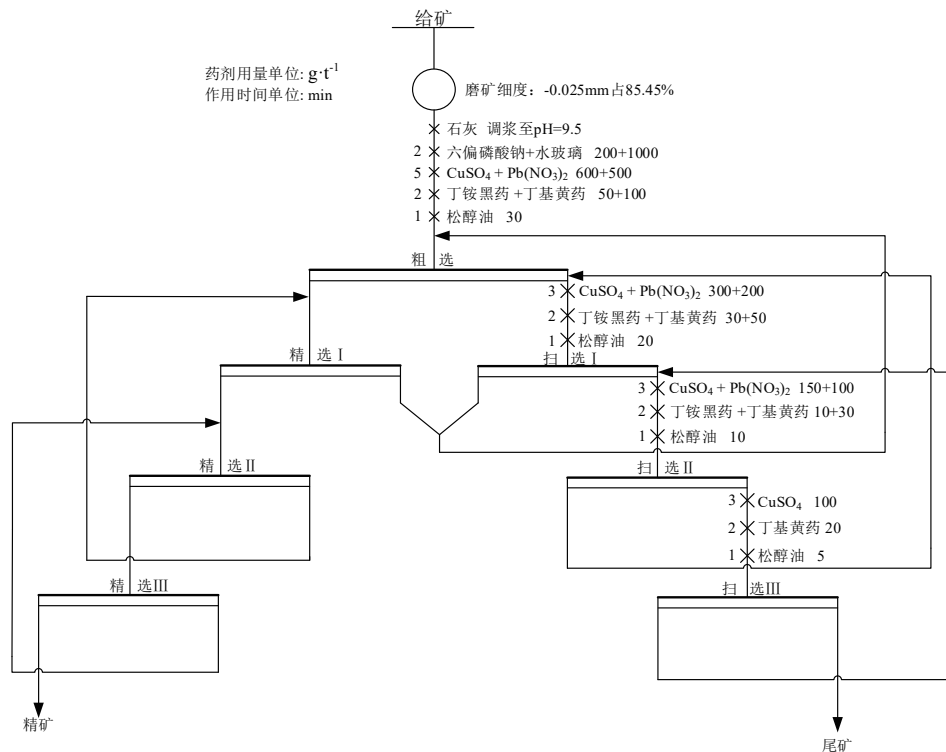 给矿
药剂用量单位: g·t⁻¹
作用时间单位: min
磨矿细度：-0.025mm占85.45%
石灰 调浆至pH=9.5
2 六偏磷酸钠+水玻璃 200+1000
5 CuSO₄ + Pb(NO₃)₂ 600+500
2 丁铵黑药+丁基黄药 50+100
1 松醇油 30
粗 选
3 CuSO₄ + Pb(NO₃)₂ 300+200
2 丁铵黑药+丁基黄药 30+50
1 松醇油 20
精 选Ⅰ
扫 选Ⅰ
3 CuSO₄ + Pb(NO₃)₂ 150+100
2 丁铵黑药+丁基黄药 10+30
1 松醇油 10
精 选Ⅱ
扫 选Ⅱ
3 CuSO₄ 100
2 丁基黄药 20
1 松醇油 5
精 选Ⅲ
扫 选Ⅲ
精矿
尾矿